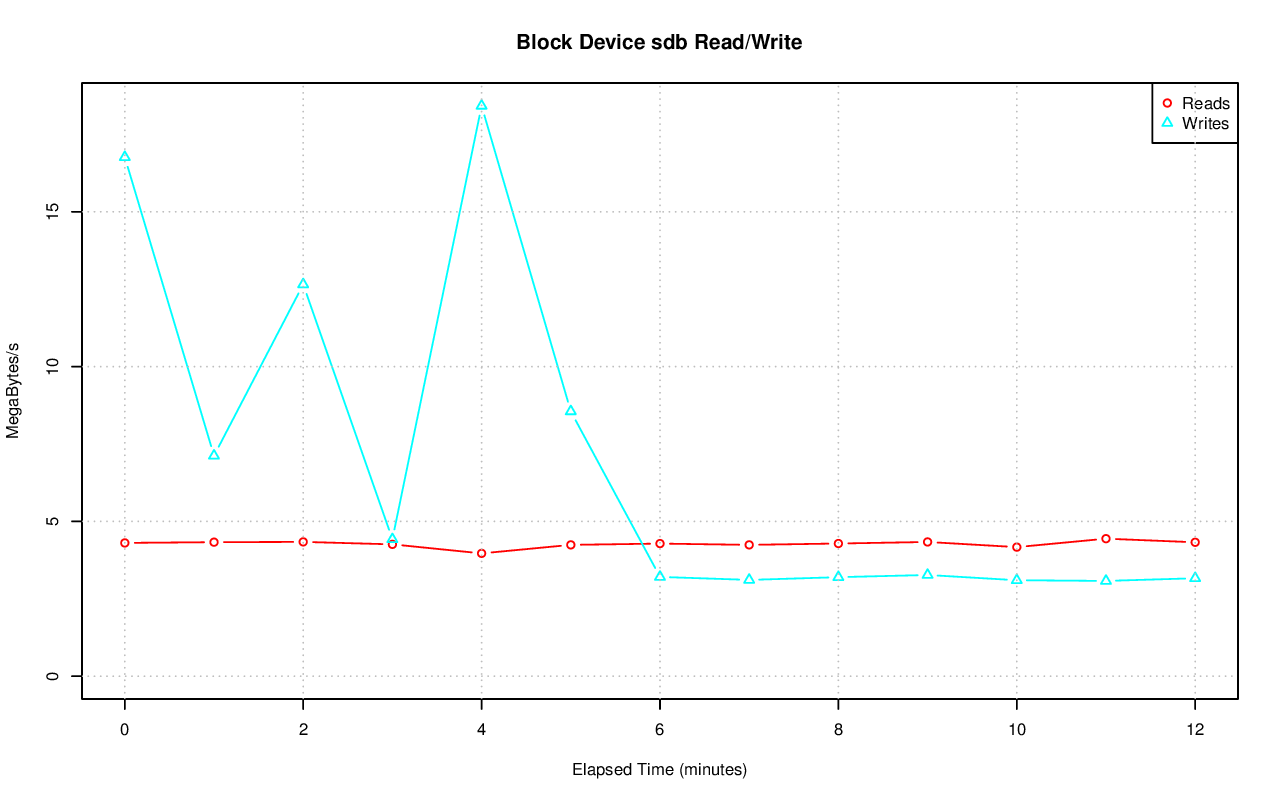 Block Device sdb Read/Write
Reads
Writes
15
10
5
0
MegaBytes/s
0 2 4 6 8 10 12
Elapsed Time (minutes)